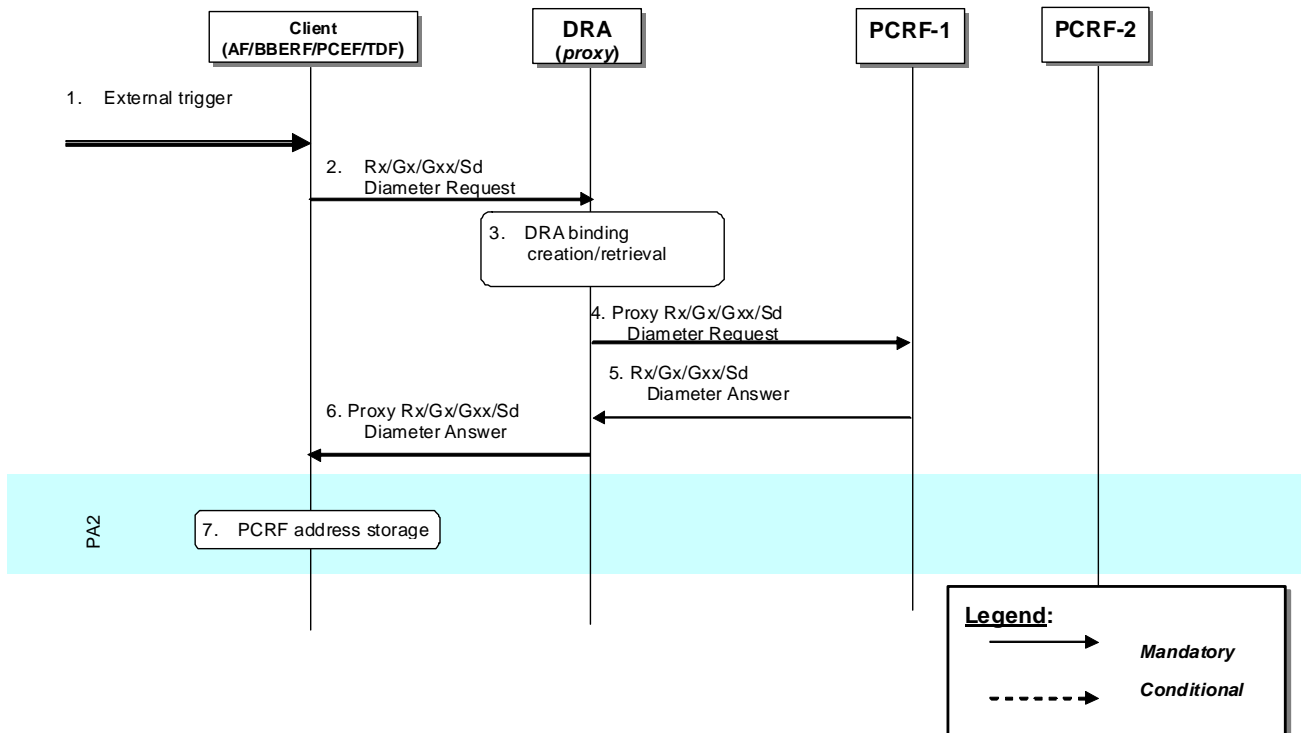 Client
(AF/BBERF/PCEF/TDF)
DRA
(proxy)
PCRF-1
PCRF-2
1. External trigger
2. Rx/Gx/Gxx/Sd
Diameter Request
3. DRA binding
creation/retrieval
4. Proxy Rx/Gx/Gxx/Sd
Diameter Request
5. Rx/Gx/Gxx/Sd
Diameter Answer
6. Proxy Rx/Gx/Gxx/Sd
Diameter Answer
PA2
7. PCRF address storage
Legend:
Mandatory
Conditional